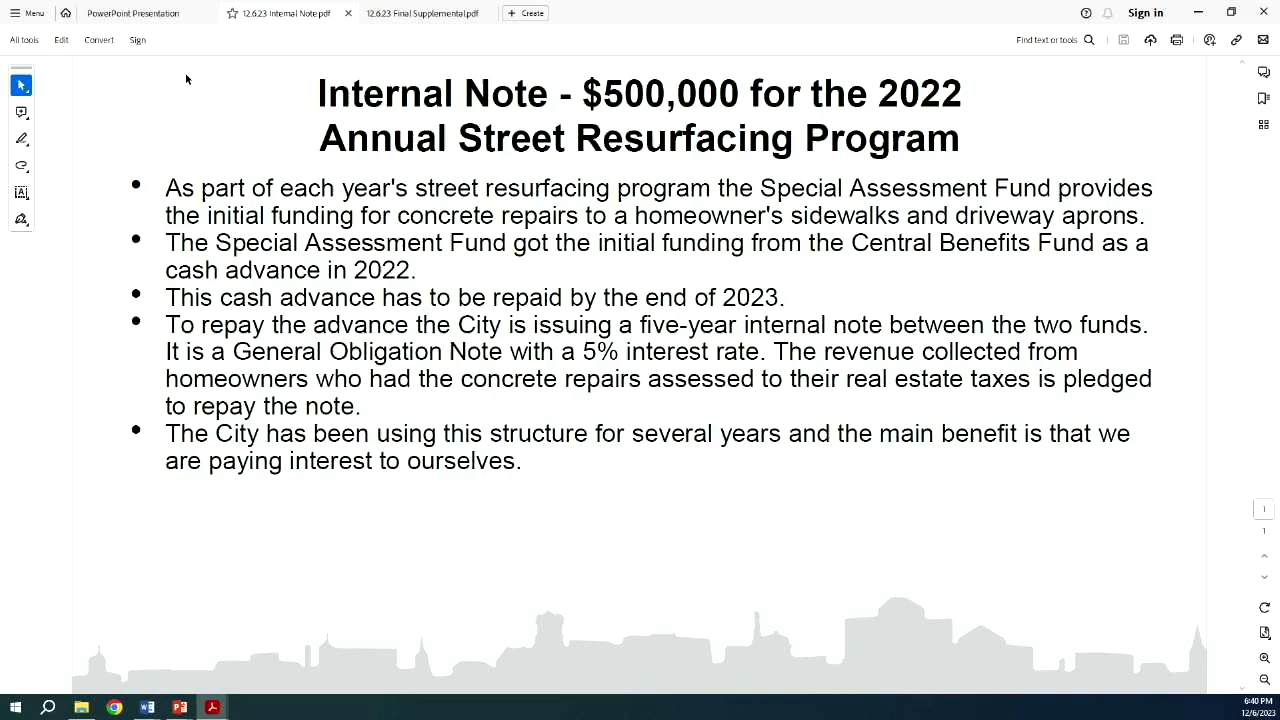 Menu
PowerPoint Presentation
12.6.23 Internal Note.pdf
12.6.23 Final Supplemental.pdf
+ Create
Sign in
All tools
Edit
Convert
Sign
Find text or tools
Internal Note - $500,000 for the 2022
Annual Street Resurfacing Program
• As part of each year's street resurfacing program the Special Assessment Fund provides
the initial funding for concrete repairs to a homeowner's sidewalks and driveway aprons.
• The Special Assessment Fund got the initial funding from the Central Benefits Fund as a
cash advance in 2022.
• This cash advance has to be repaid by the end of 2023.
• To repay the advance the City is issuing a five-year internal note between the two funds.
It is a General Obligation Note with a 5% interest rate. The revenue collected from
homeowners who had the concrete repairs assessed to their real estate taxes is pledged
to repay the note.
• The City has been using this structure for several years and the main benefit is that we
are paying interest to ourselves.
1
1
6:40 PM
12/6/2023